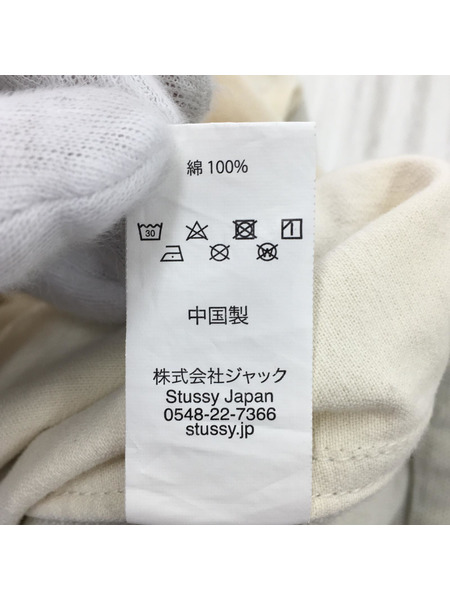 綿 100%
30
W
中国製
株式会社ジャック
Stussy Japan
0548-22-7366
stussy.jp